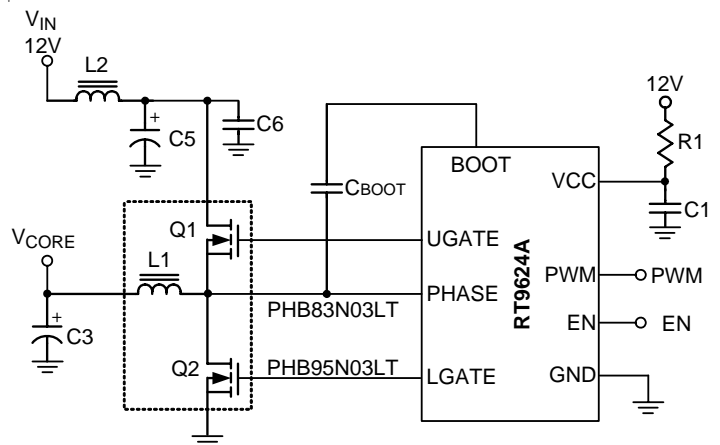 VIN
12V
L2
C5
C6
CBOOT
12V
R1
BOOT
VCC
C1
VCORE
L1
Q1
UGATE
PHASE
PHB83N03LT
RT9624A
PWM
PWM
EN
EN
C3
Q2
PHB95N03LT
LGATE
GND